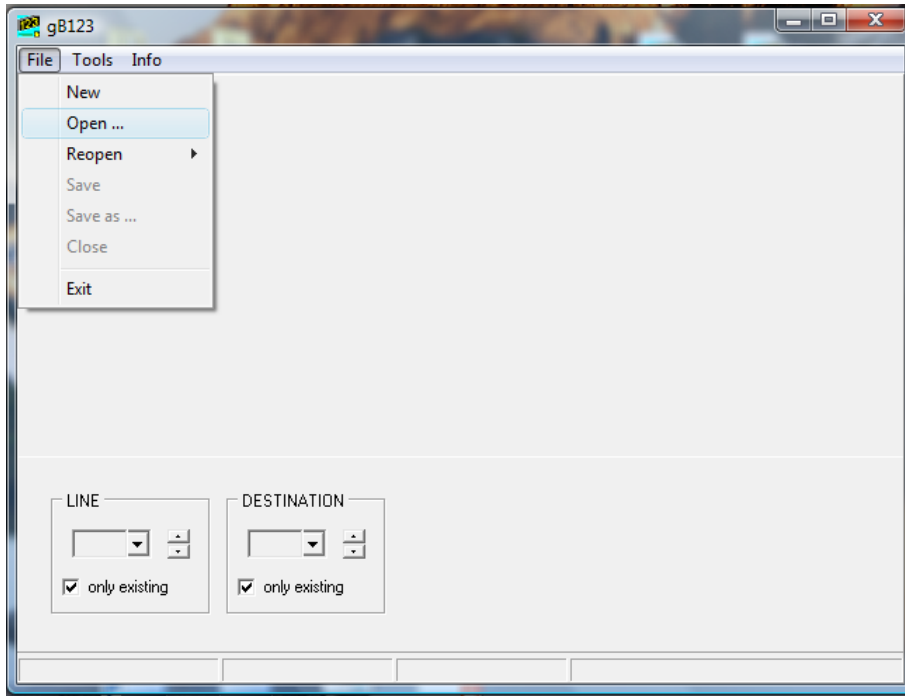 gB123
File Tools Info
New
Open ...
Reopen
Save
Save as ...
Close
Exit
LINE
DESTINATION
only existing
only existing